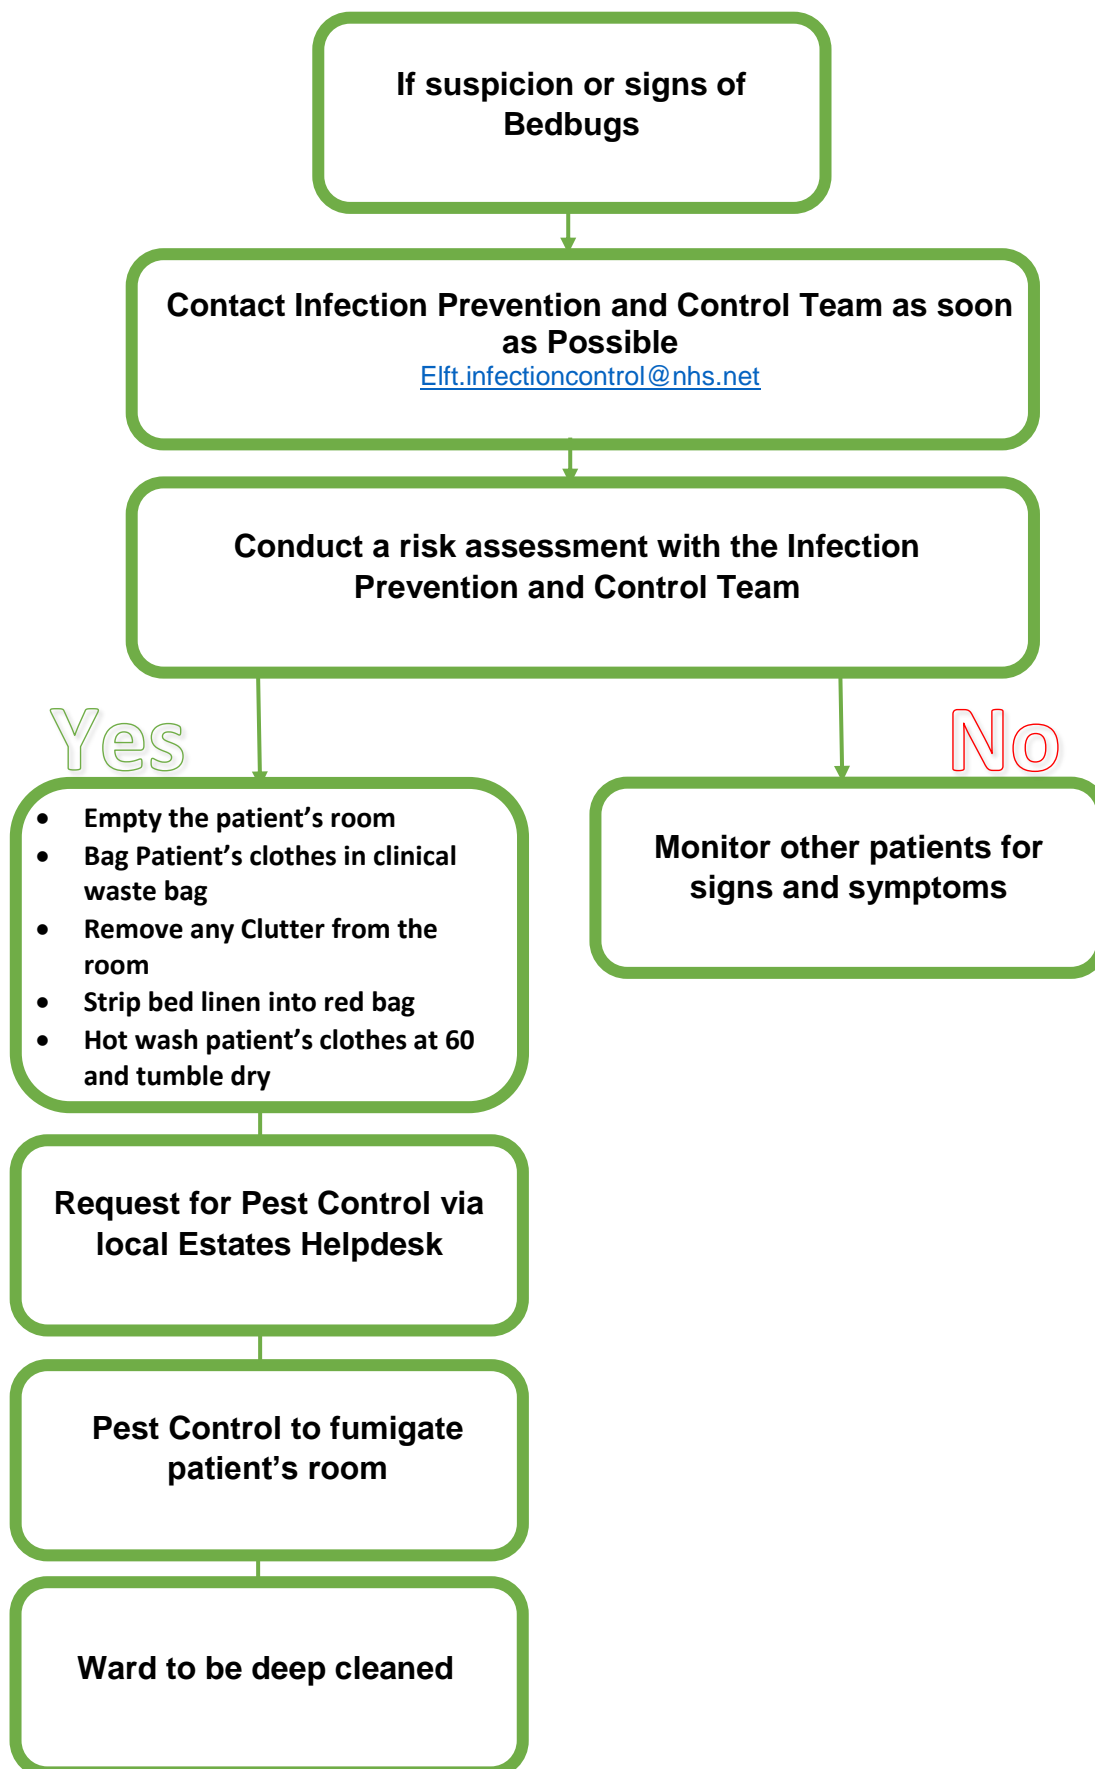 If suspicion or signs of
Bedbugs
Contact Infection Prevention and Control Team as soon
as Possible
Elft.infectioncontrol@nhs.net
Conduct a risk assessment with the Infection
Prevention and Control Team
Yes
No
• Empty the patient’s room
• Bag Patient’s clothes in clinical
waste bag
• Remove any Clutter from the
room
• Strip bed linen into red bag
• Hot wash patient’s clothes at 60
and tumble dry
Monitor other patients for
signs and symptoms
Request for Pest Control via
local Estates Helpdesk
Pest Control to fumigate
patient’s room
Ward to be deep cleaned